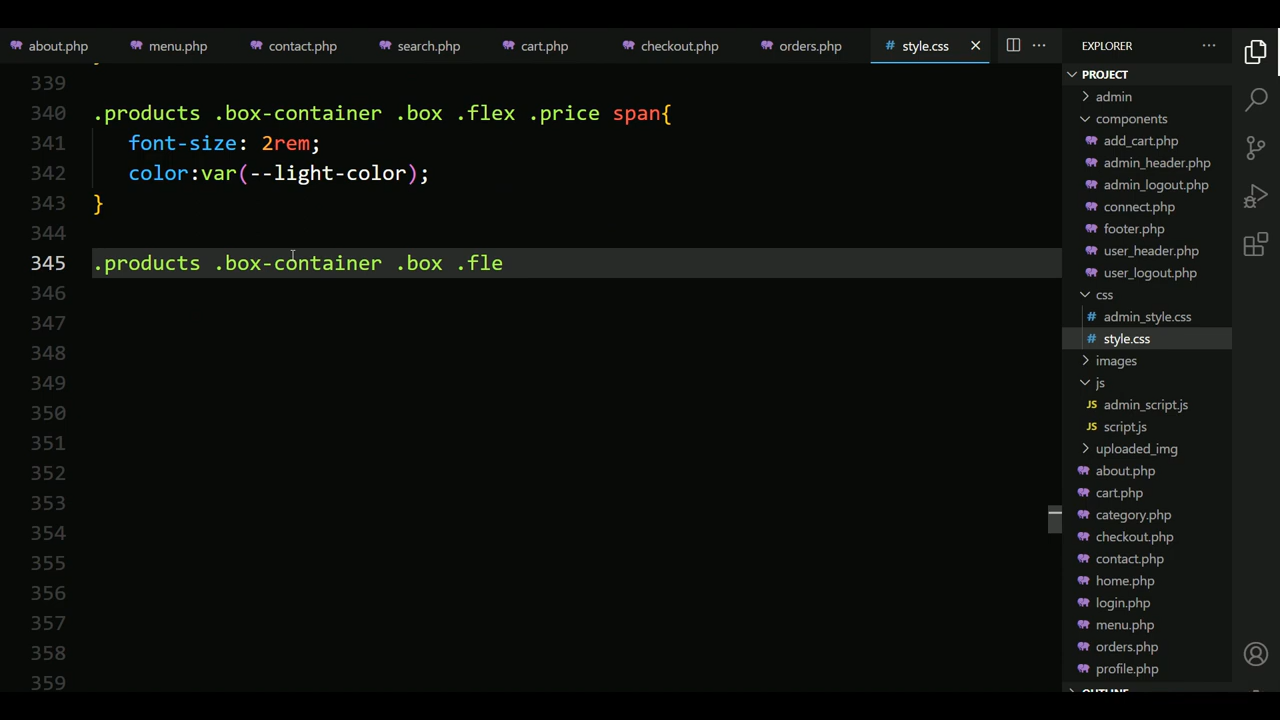 about.php
menu.php
contact.php
search.php
cart.php
checkout.php
orders.php
# style.css
EXPLORER
PROJECT
339
340 .products .box-container .box .flex .price span{
341 font-size: 2rem;
342 color:var(--light-color);
343 }
344
345 .products .box-container .box .fle
346
347
348
349
350
351
352
353
354
355
356
357
358
359
admin
components
add_cart.php
admin_header.php
admin_logout.php
connect.php
footer.php
user_header.php
user_logout.php
css
# admin_style.css
# style.css
images
js
JS admin_script.js
JS script.js
uploaded_img
about.php
cart.php
category.php
checkout.php
contact.php
home.php
login.php
menu.php
orders.php
profile.php
OUTLINE